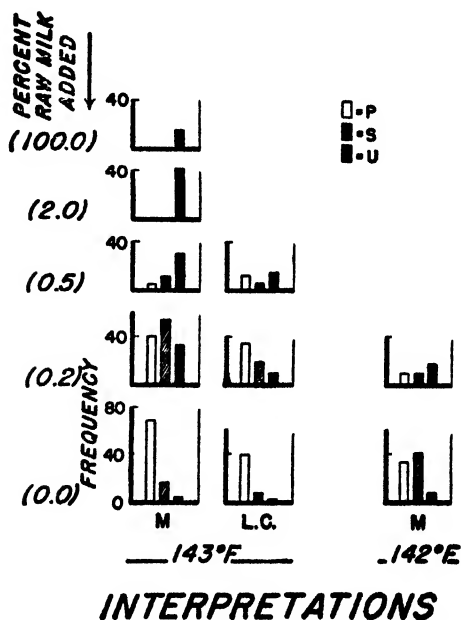 PERCENT
RAW MILK
ADDED
□=P
■=S
■=U
40
(100.0)
40
(2.0)
40
(0.5)
40
(0.2)
FREQUENCY
80
40
0
(0.0)
M
L.C.
M
143°F
142°F
INTERPRETATIONS